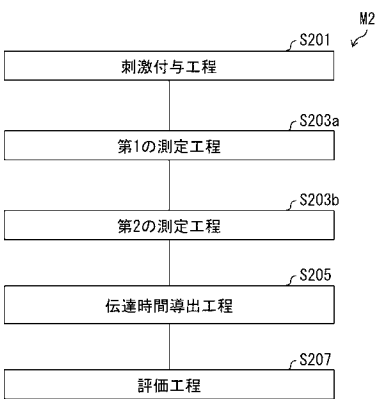 M2
S201
刺激付与工程
S203a
第1の測定工程
S203b
第2の測定工程
S205
伝達時間導出工程
S207
評価工程